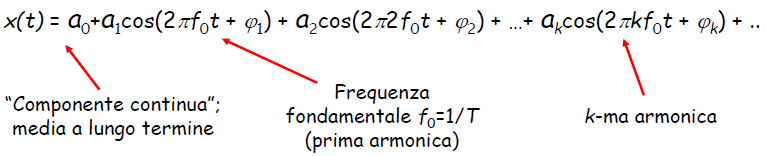 x(t) = a₀+a₁cos(2πf₀t + φ₁) + a₂cos(2π2f₀t + φ₂) + …+ aₖcos(2πkf₀t + φₖ) + ..
“Componente continua”;
media a lungo termine
Frequenza
fondamentale f₀=1/T
(prima armonica)
k-ma armonica